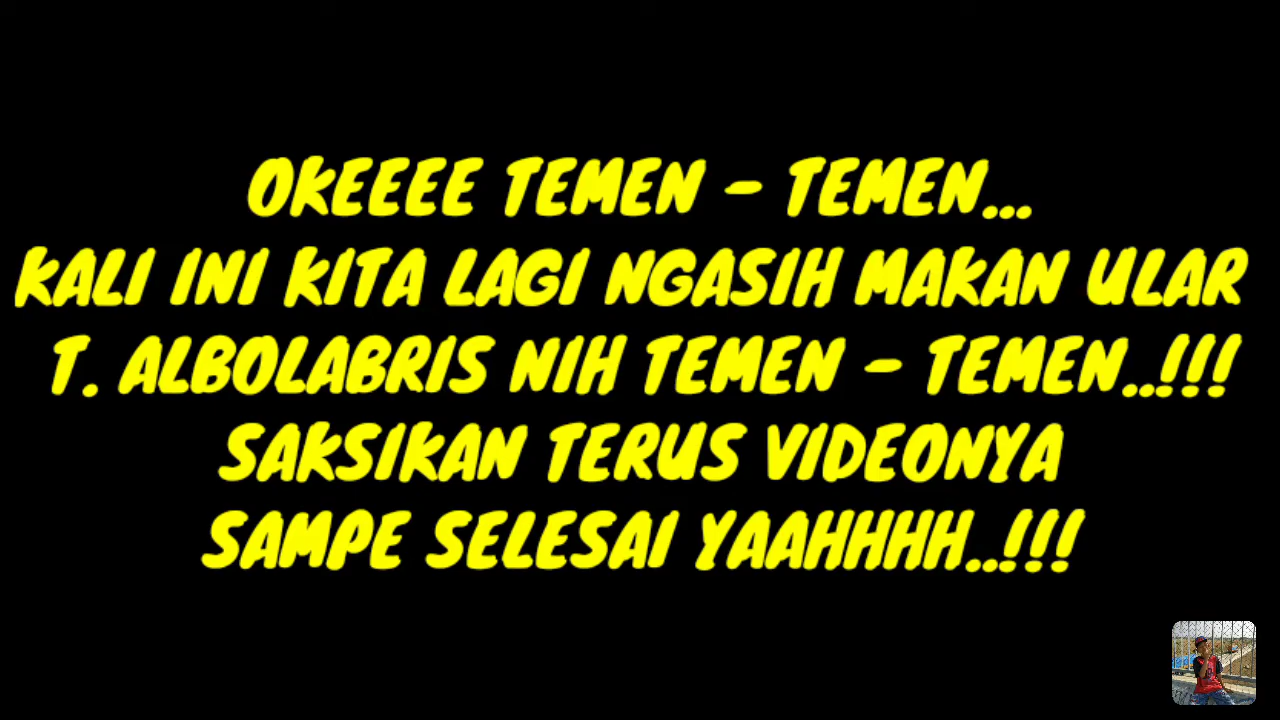 OKEEEE TEMEN - TEMEN...
KALI INI KITA LAGI NGASIH MAKAN ULAR
T. ALBOLABRIS NIH TEMEN - TEMEN..!!!
SAKSIKAN TERUS VIDEONYA
SAMPE SELESAI YAAHHHH..!!!